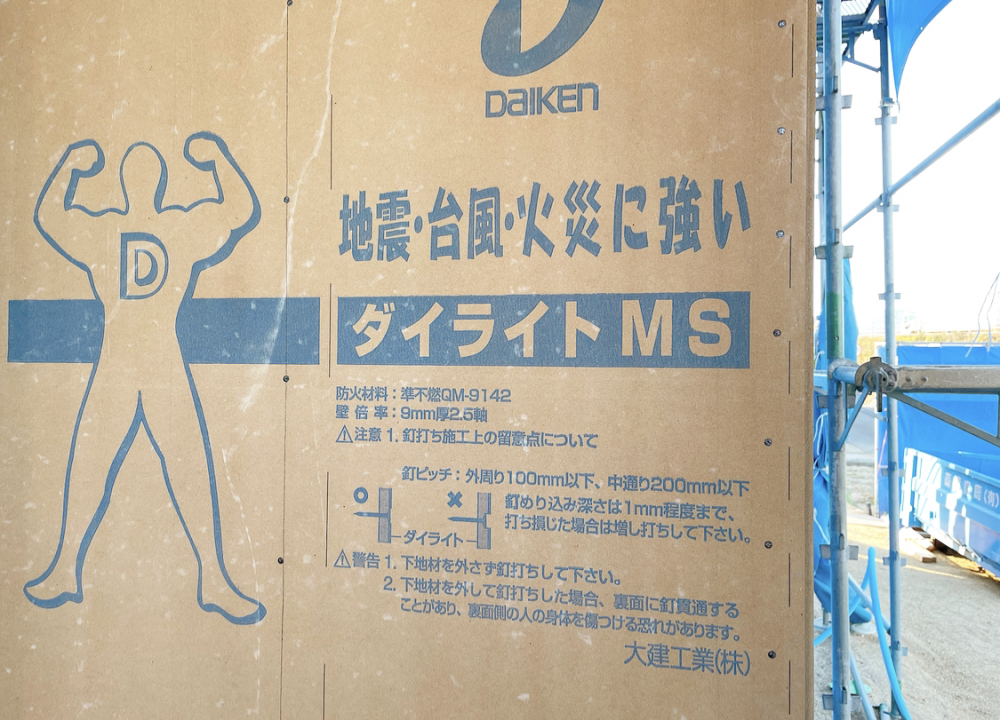 DAIKEN
D
地震・台風・火災に強い
ダイライトMS
防火材料：準不燃QM-9142
壁倍率：9mm厚2.5軸
⚠注意 1. 釘打ち施工上の留意点について
釘ピッチ：外周り100mm以下、中通り200mm以下
釘めり込み深さは1mm程度まで、
打ち損じた場合は増し打ちして下さい。
ダイライト
⚠警告 1. 下地材を外さず釘打ちして下さい。
2. 下地材を外して釘打ちした場合、裏面に釘貫通する
ことがあり、裏面側の人の身体を傷つける恐れがあります。
大建工業(株)